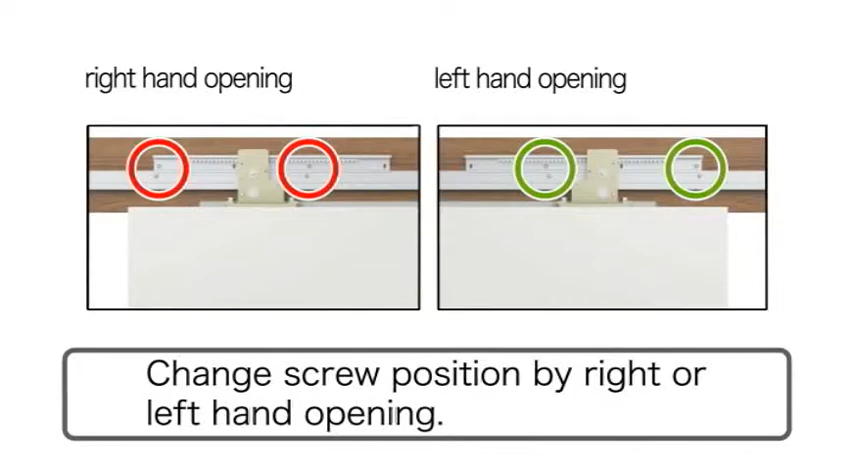 right hand opening
left hand opening
Change screw position by right or
left hand opening.